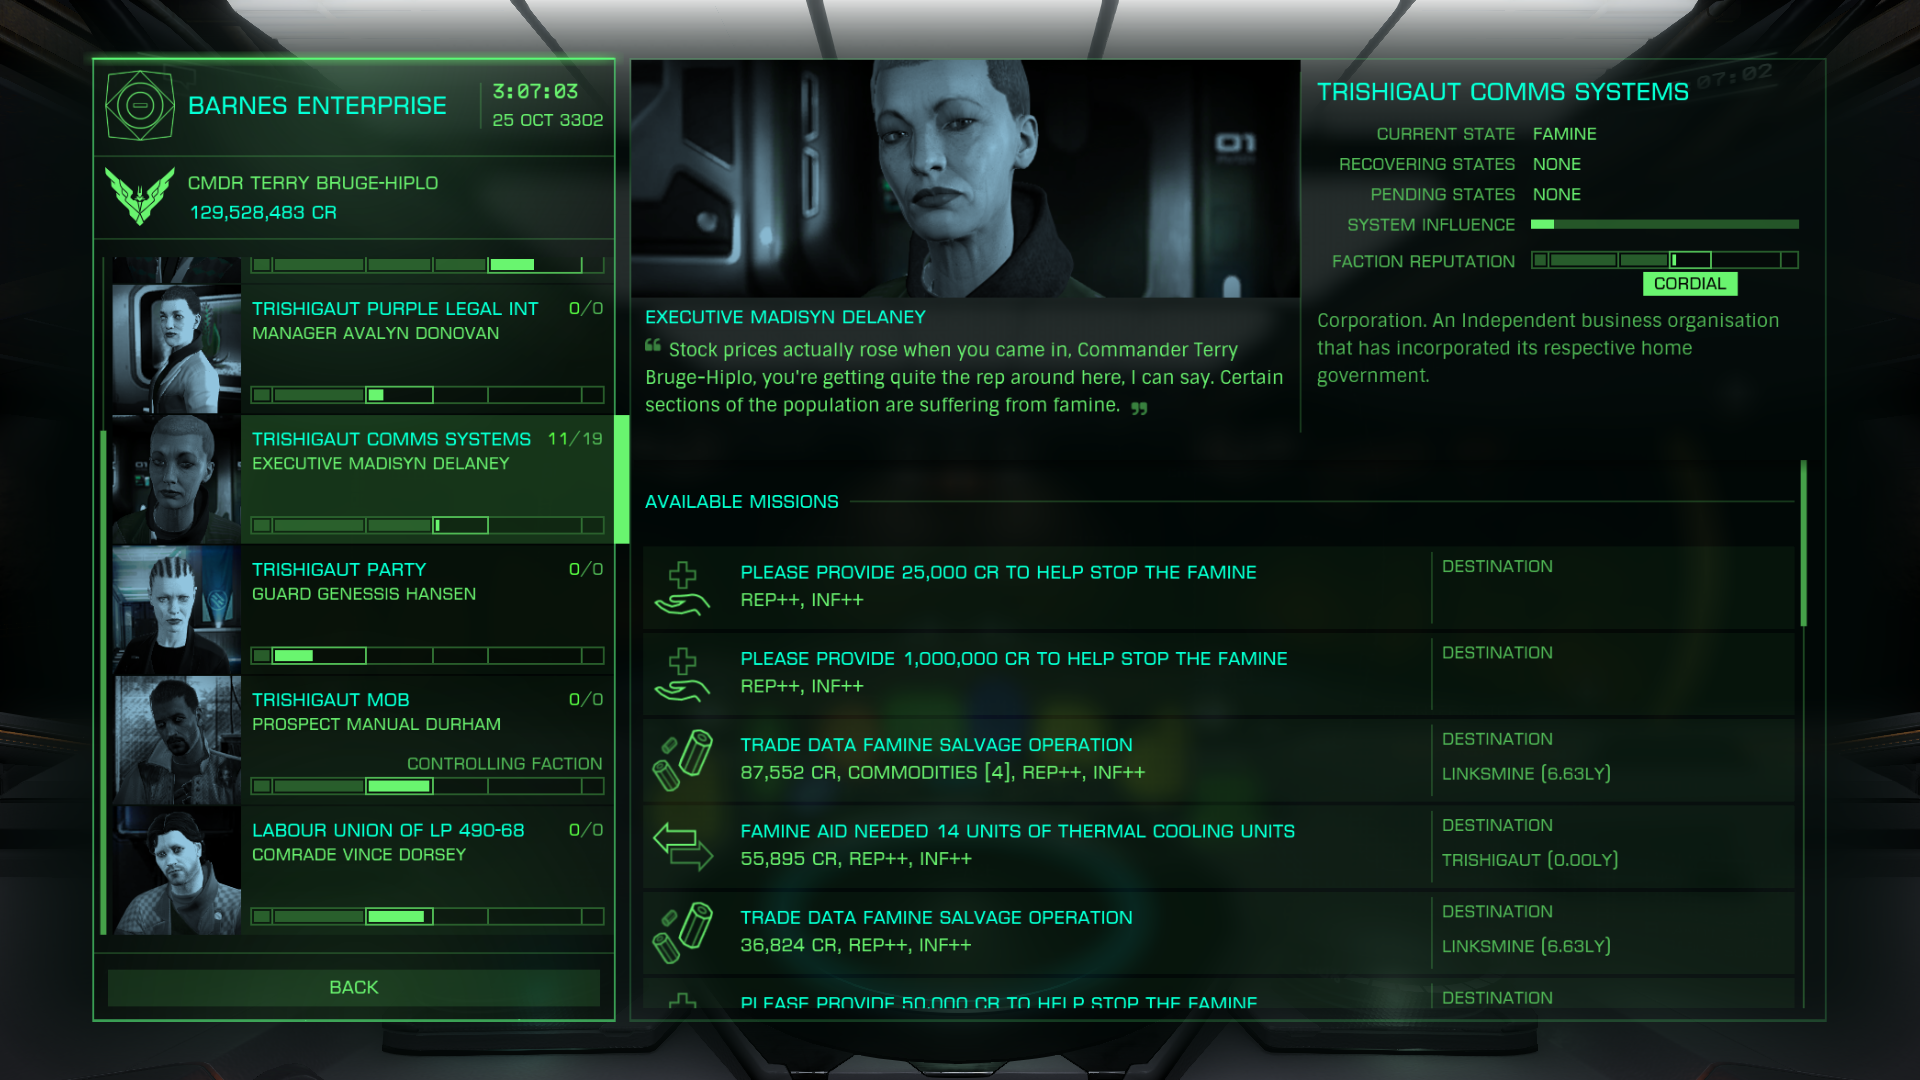 BARNES ENTERPRISE
3:07:03
25 OCT 3302
CMDR TERRY BRUGE-HIPLO
129,528,483 CR
TRISHIGAUT PURPLE LEGAL INT 0/0
MANAGER AVALYN DONOVAN
TRISHIGAUT COMMS SYSTEMS 11/19
EXECUTIVE MADISYN DELANEY
TRISHIGAUT PARTY 0/0
GUARD GENESSIS HANSEN
TRISHIGAUT MOB 0/0
PROSPECT MANUAL DURHAM
CONTROLLING FACTION
LABOUR UNION OF LP 490-68 0/0
COMRADE VINCE DORSEY
BACK
01
EXECUTIVE MADISYN DELANEY
“ Stock prices actually rose when you came in, Commander Terry
Bruge-Hiplo, you're getting quite the rep around here, I can say. Certain
sections of the population are suffering from famine. ”
TRISHIGAUT COMMS SYSTEMS
07:02
CURRENT STATE FAMINE
RECOVERING STATES NONE
PENDING STATES NONE
SYSTEM INFLUENCE
FACTION REPUTATION
CORDIAL
Corporation. An Independent business organisation
that has incorporated its respective home
government.
AVAILABLE MISSIONS
PLEASE PROVIDE 25,000 CR TO HELP STOP THE FAMINE
REP++, INF++
DESTINATION
PLEASE PROVIDE 1,000,000 CR TO HELP STOP THE FAMINE
REP++, INF++
DESTINATION
TRADE DATA FAMINE SALVAGE OPERATION
87,552 CR, COMMODITIES [4], REP++, INF++
DESTINATION
LINKSMINE (6.63LY)
FAMINE AID NEEDED 14 UNITS OF THERMAL COOLING UNITS
55,895 CR, REP++, INF++
DESTINATION
TRISHIGAUT (0.00LY)
TRADE DATA FAMINE SALVAGE OPERATION
36,824 CR, REP++, INF++
DESTINATION
LINKSMINE (6.63LY)
PLEASE PROVIDE 50,000 CR TO HELP STOP THE FAMINE
DESTINATION